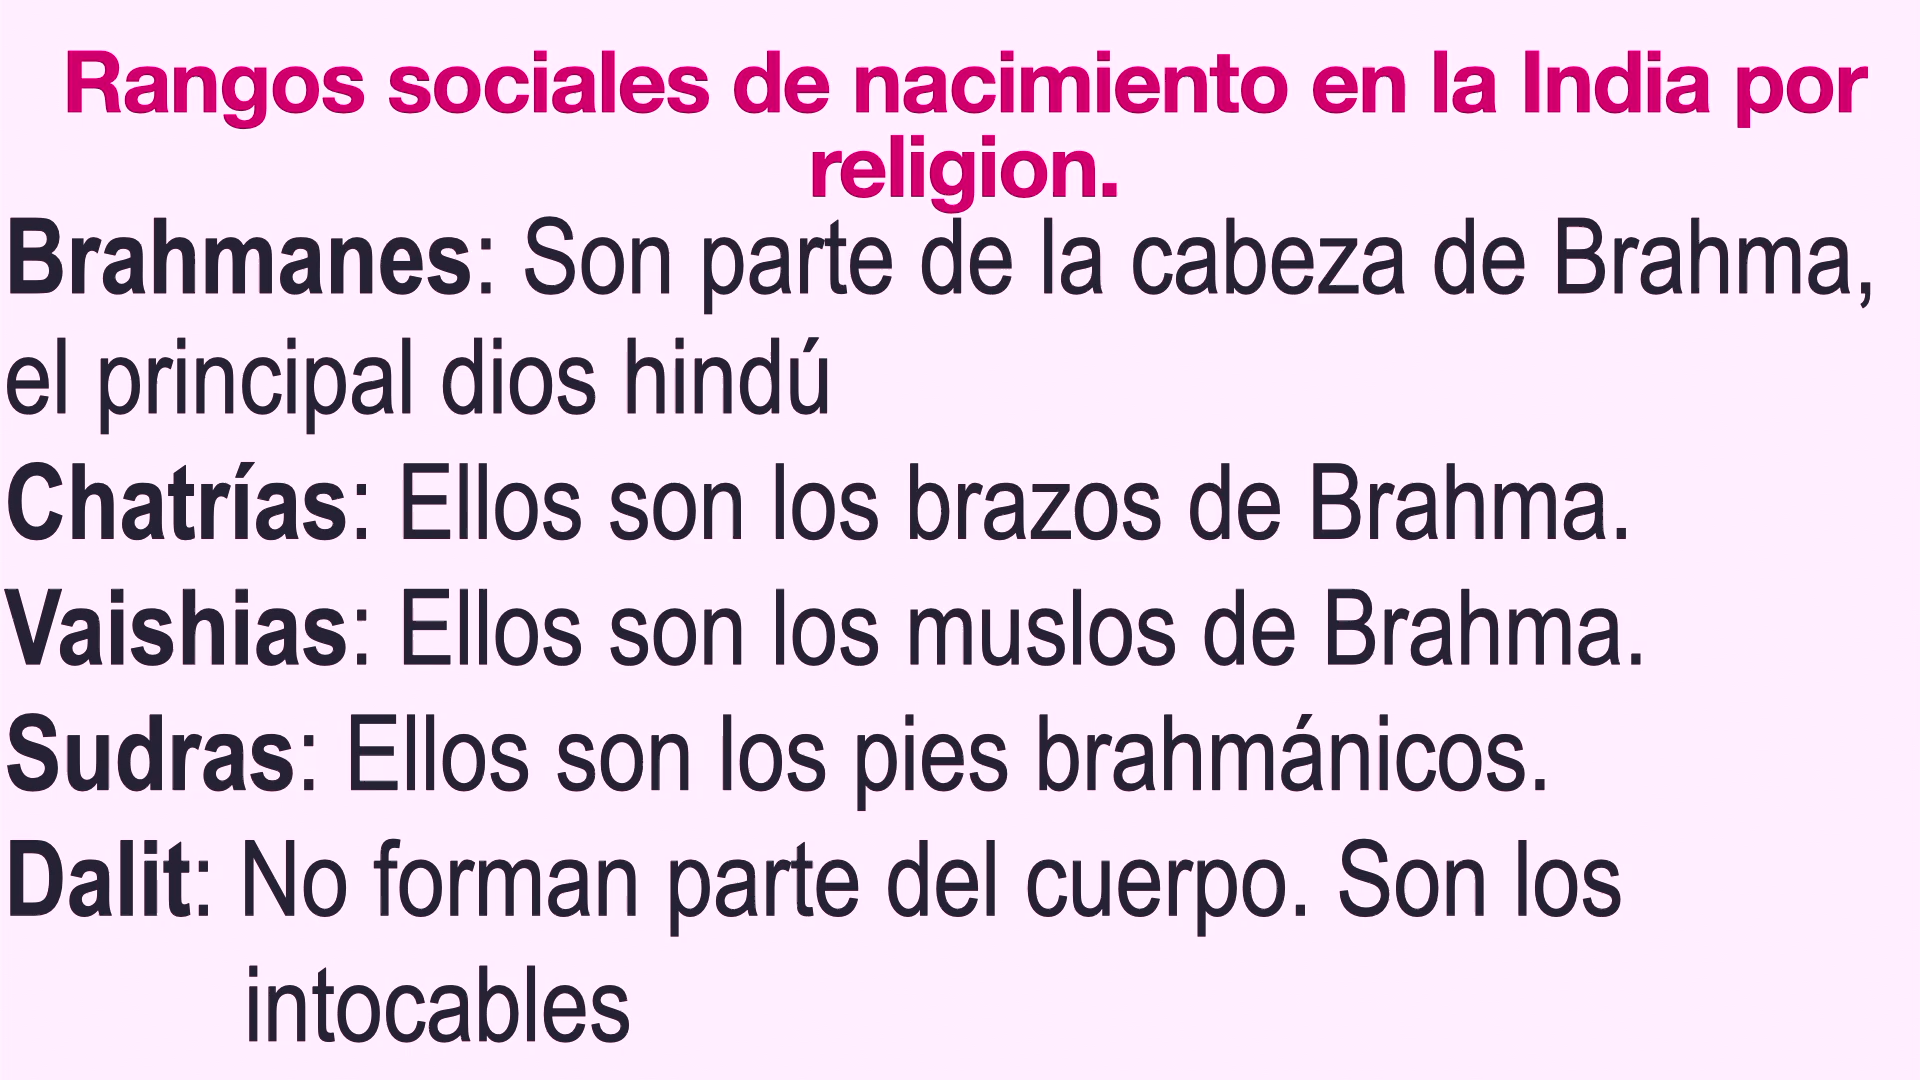 Rangos sociales de nacimiento en la India por
religion.
Brahmanes: Son parte de la cabeza de Brahma,
el principal dios hindú
Chatrías: Ellos son los brazos de Brahma.
Vaishias: Ellos son los muslos de Brahma.
Sudras: Ellos son los pies brahmánicos.
Dalit: No forman parte del cuerpo. Son los
intocables